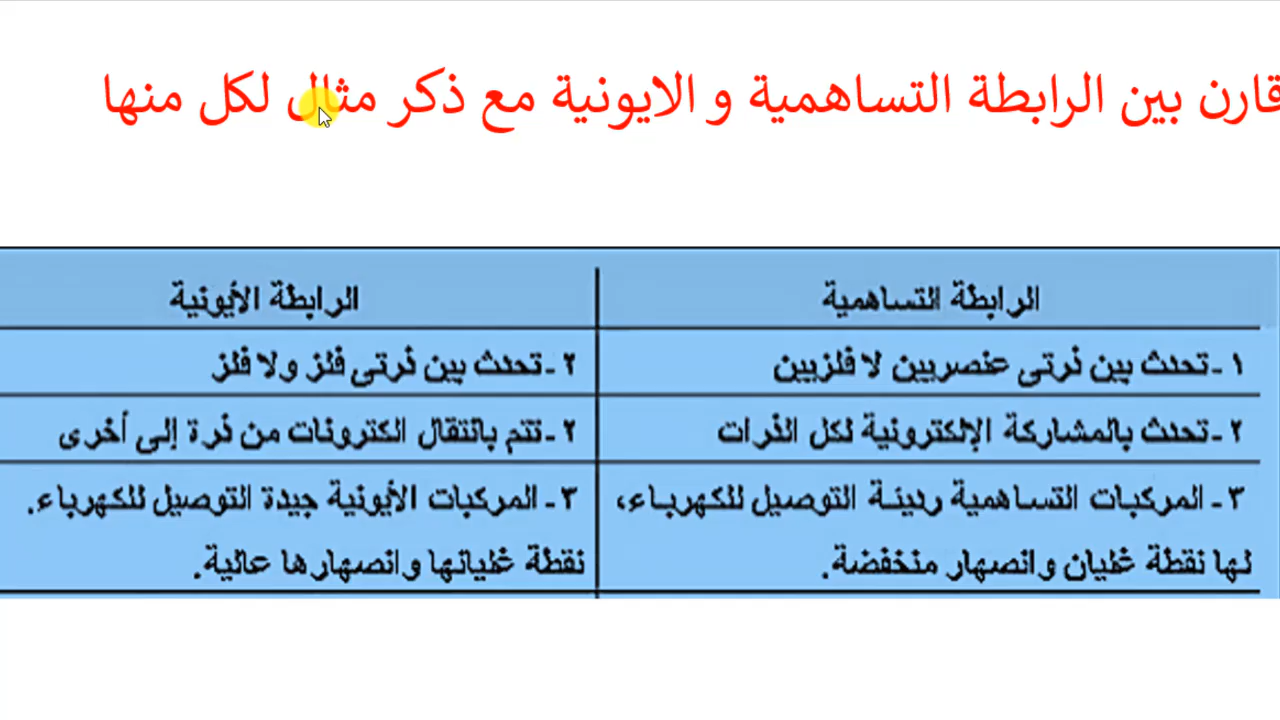 قارن بين الرابطة التساهمية و الايونية مع ذكر مثال لكل منها
الرابطة التساهمية
الرابطة الأيونية
١-تحدث بين ذرتى عنصريين لا فلزيين
٢-تحدث بين ذرتى فلز ولا فلز
٢-تحدث بالمشاركة الإلكترونية لكل الذرات
٢-تتم بانتقال الكترونات من ذرة إلى أخرى
٣-المركبات التساهمية رديئة التوصيل للكهرباء،
لها نقطة غليان وانصهار منخفضة.
٣-المركبات الأيونية جيدة التوصيل للكهرباء.
نقطة غليانها وانصهارها عالية.